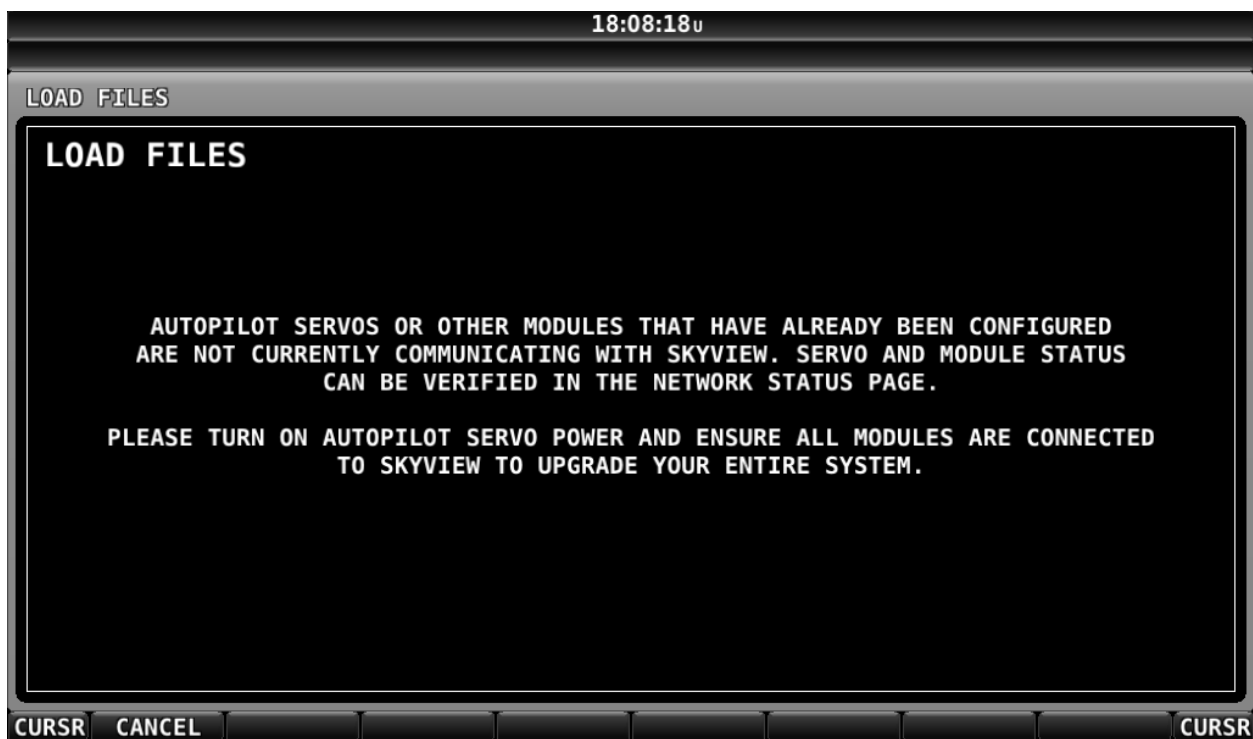 18:08:18U
LOAD FILES
LOAD FILES
AUTOPILOT SERVOS OR OTHER MODULES THAT HAVE ALREADY BEEN CONFIGURED
ARE NOT CURRENTLY COMMUNICATING WITH SKYVIEW. SERVO AND MODULE STATUS
CAN BE VERIFIED IN THE NETWORK STATUS PAGE.
PLEASE TURN ON AUTOPILOT SERVO POWER AND ENSURE ALL MODULES ARE CONNECTED
TO SKYVIEW TO UPGRADE YOUR ENTIRE SYSTEM.
CURSR CANCEL CURSR